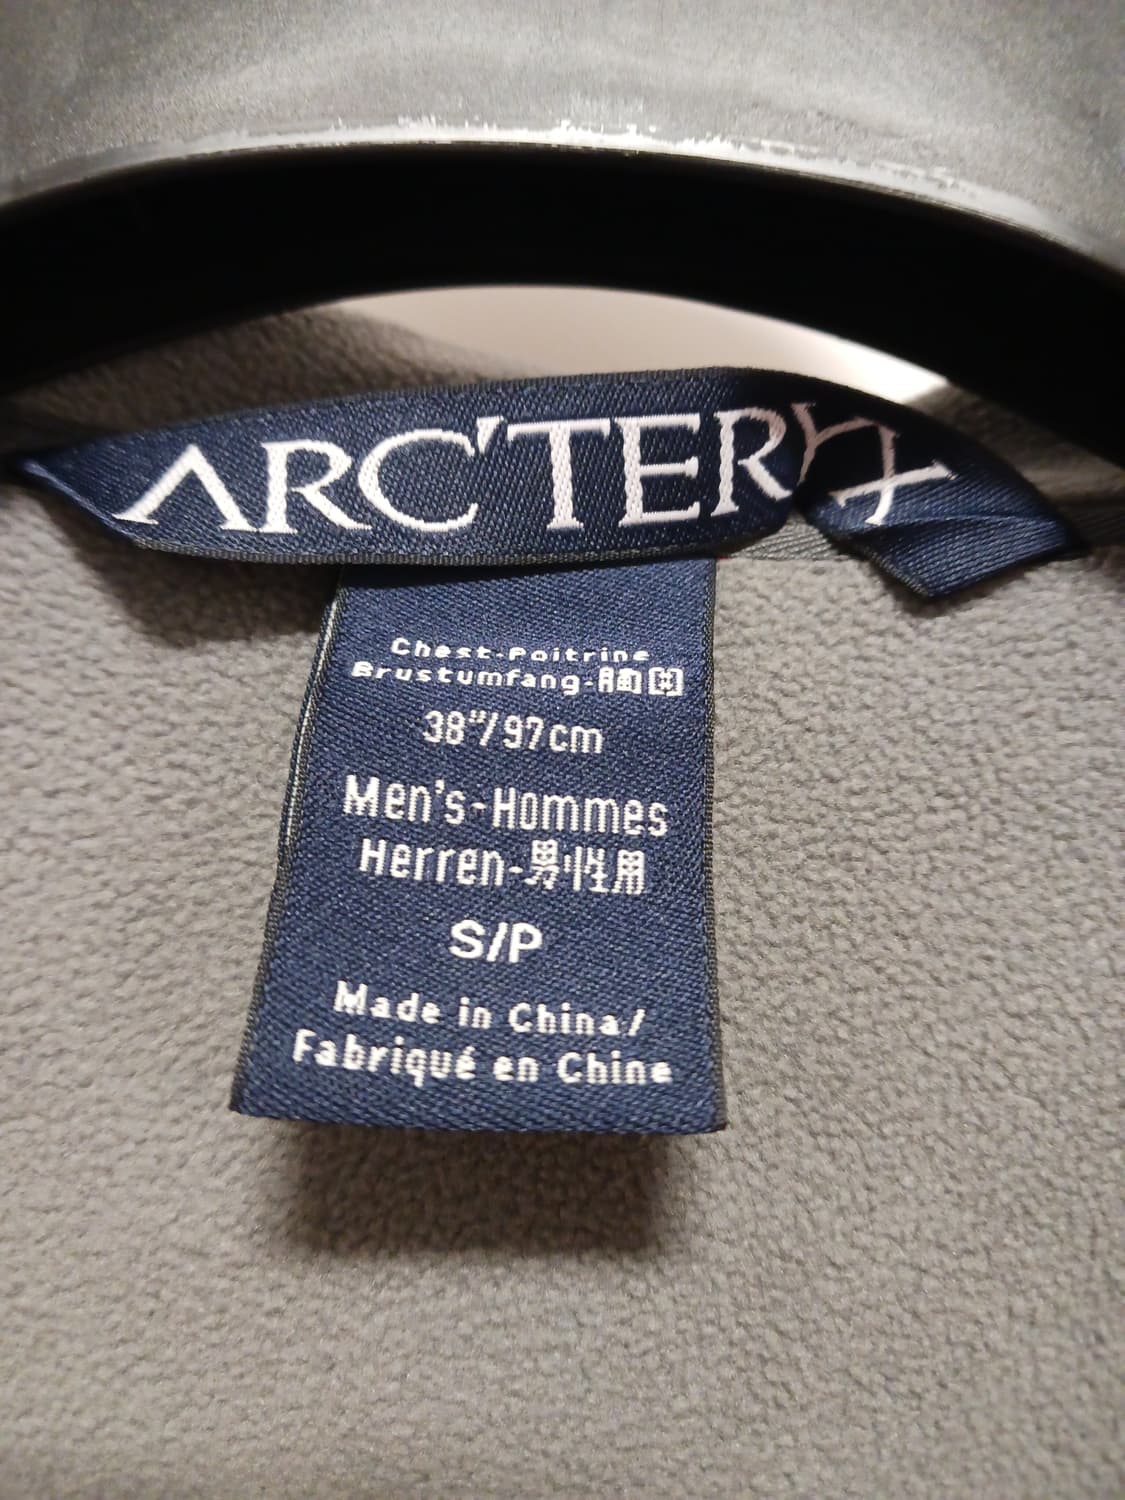 ARC'TERYX
Chest-Poitrine
Brustumfang-胸囲
38"/97cm
Men's-Hommes
Herren-男性用
S/P
Made in China/
Fabriqué en Chine